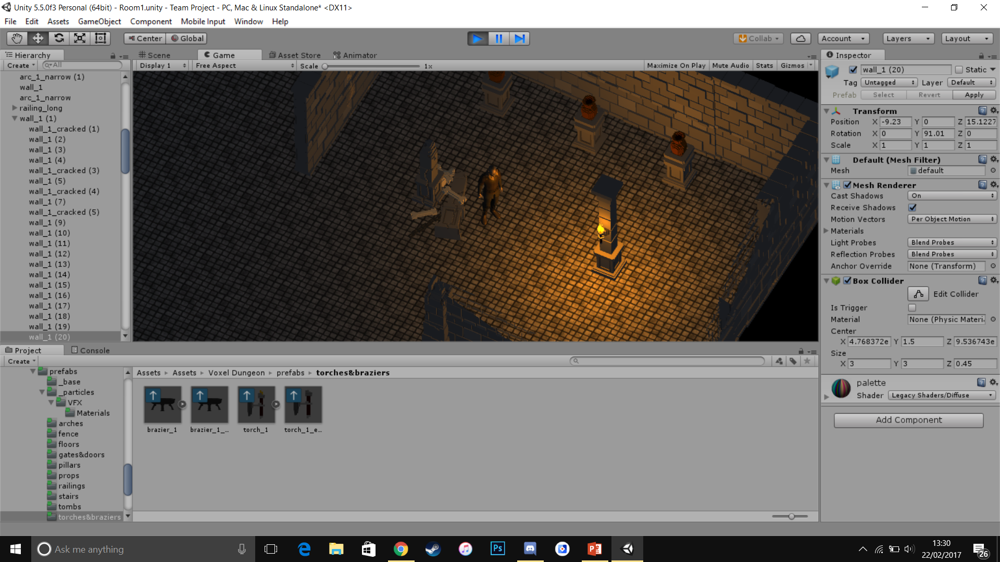 Unity 5.5.0f3 Personal (64bit) - Room1.unity - Team Project - PC, Mac & Linux Standalone* <DX11>
File Edit Assets GameObject Component Mobile Input Window Help
Center Global Collab Account Layers Layout
Hierarchy
Create All
arc_1_narrow (1)
wall_1
arc_1_narrow
railing_long
wall_1 (1)
wall_1_cracked (1)
wall_1 (2)
wall_1 (3)
wall_1 (4)
wall_1_cracked (3)
wall_1 (5)
wall_1_cracked (4)
wall_1 (7)
wall_1_cracked (5)
wall_1 (9)
wall_1 (10)
wall_1 (11)
wall_1 (12)
wall_1 (13)
wall_1 (14)
wall_1 (15)
wall_1 (16)
wall_1 (17)
wall_1 (18)
wall_1 (19)
wall_1 (20)
Scene Game Asset Store Animator
Display 1 Free Aspect Scale 1x Maximize On Play Mute Audio Stats Gizmos
Inspector
wall_1 (20) Static
Tag Untagged Layer Default
Prefab Select Revert Apply
Transform
Position X -9.23 Y 0 Z 15.1227
Rotation X 0 Y 91.01 Z 0
Scale X 1 Y 1 Z 1
Default (Mesh Filter)
Mesh default
Mesh Renderer
Cast Shadows On
Receive Shadows
Motion Vectors Per Object Motion
Materials
Light Probes Blend Probes
Reflection Probes Blend Probes
Anchor Override None (Transform)
Box Collider
Edit Collider
Is Trigger
Material None (Physic Materi
Center
X 4.768372e Y 1.5 Z 9.536743e
Size
X 3 Y 3 Z 0.45
palette
Shader Legacy Shaders/Diffuse
Add Component
Project Console
Create
prefabs
_base
_particles
VFX
Materials
arches
fence
floors
gates&doors
pillars
props
railings
stairs
tombs
torches&braziers
Assets Assets Voxel Dungeon prefabs torches&braziers
brazier_1 brazier_1_... torch_1 torch_1_e...
Ask me anything
Ps
13:30
22/02/2017
26